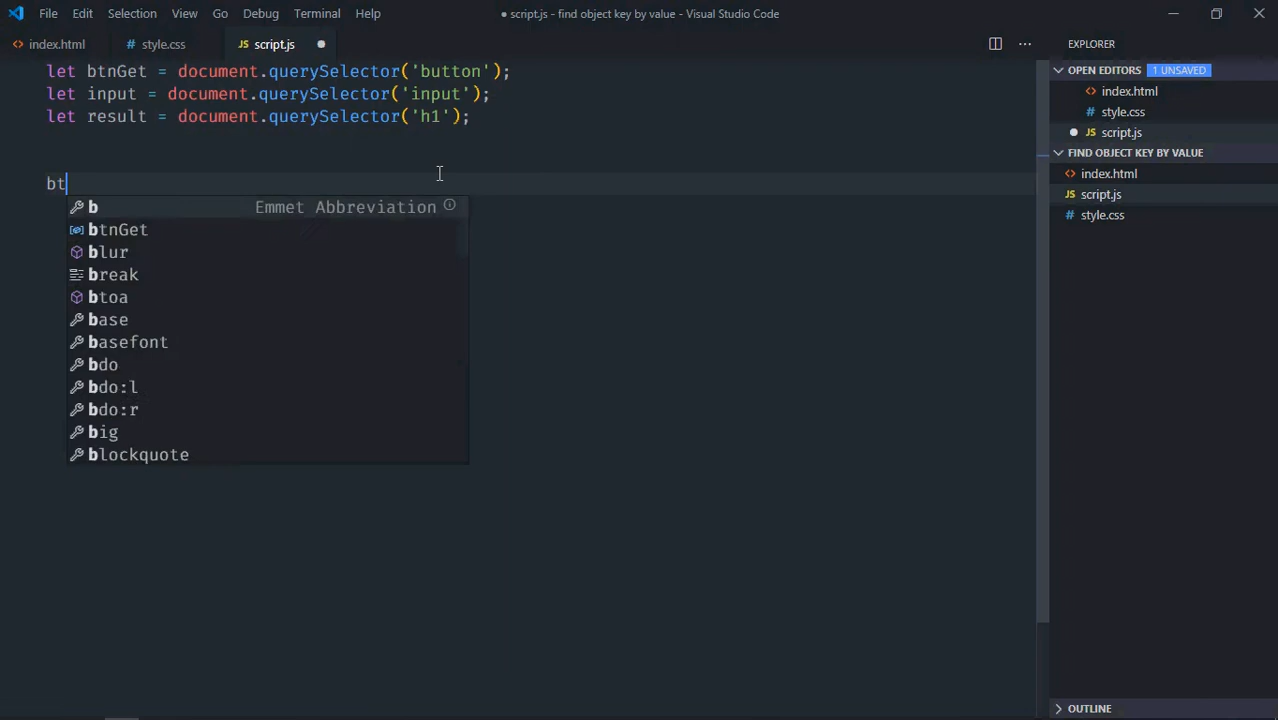 File Edit Selection View Go Debug Terminal Help
● script.js - find object key by value - Visual Studio Code
<> index.html
# style.css
JS script.js ●
EXPLORER
let btnGet = document.querySelector('button');
let input = document.querySelector('input');
let result = document.querySelector('h1');
bt
b Emmet Abbreviation
btnGet
blur
break
btoa
base
basefont
bdo
bdo:l
bdo:r
big
blockquote
OPEN EDITORS 1 UNSAVED
<> index.html
# style.css
● JS script.js
FIND OBJECT KEY BY VALUE
<> index.html
JS script.js
# style.css
OUTLINE